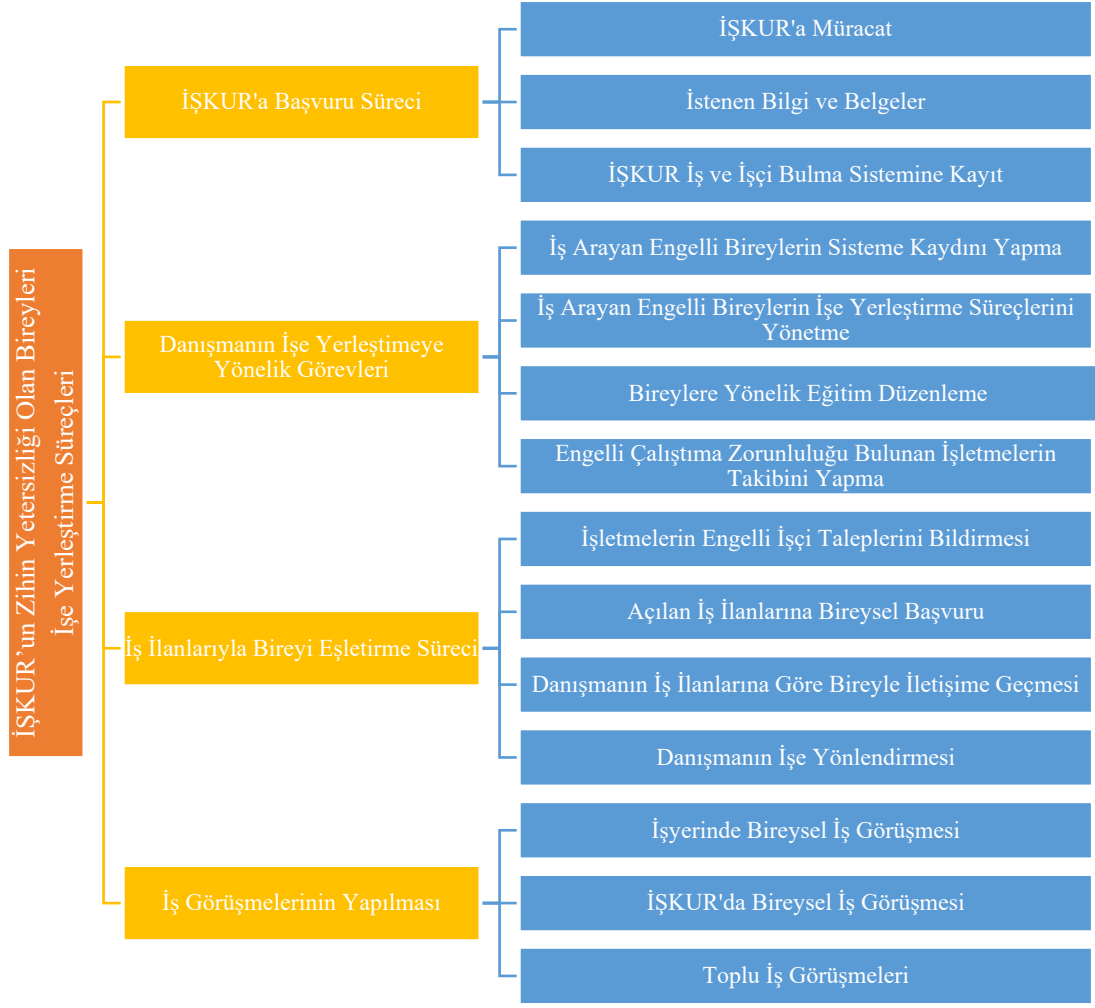 İŞKUR'un Zihin Yetersizliği Olan Bireyleri
İşe Yerleştirme Süreçleri
İŞKUR'a Başvuru Süreci
İŞKUR'a Müracat
İstenen Bilgi ve Belgeler
İŞKUR İş ve İşçi Bulma Sistemine Kayıt
Danışmanın İşe Yerleştimeye
Yönelik Görevleri
İş Arayan Engelli Bireylerin Sisteme Kaydını Yapma
İş Arayan Engelli Bireylerin İşe Yerleştirme Süreçlerini
Yönetme
Bireylere Yönelik Eğitim Düzenleme
Engelli Çalıştıma Zorunluluğu Bulunan İşletmelerin
Takibini Yapma
İş İlanlarıyla Bireyi Eşletirme Süreci
İşletmelerin Engelli İşçi Taleplerini Bildirmesi
Açılan İş İlanlarına Bireysel Başvuru
Danışmanın İş İlanlarına Göre Bireyle İletişime Geçmesi
Danışmanın İşe Yönlendirmesi
İş Görüşmelerinin Yapılması
İşyerinde Bireysel İş Görüşmesi
İŞKUR'da Bireysel İş Görüşmesi
Toplu İş Görüşmeleri